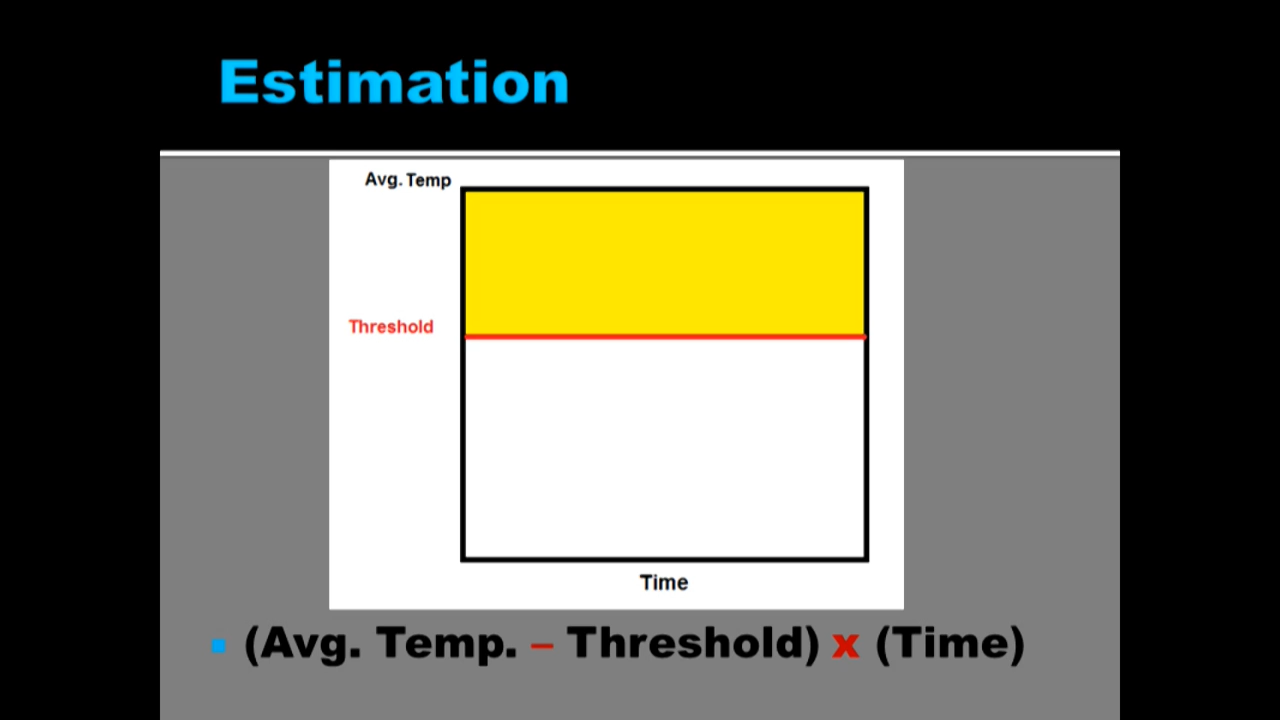 Estimation
Avg. Temp
Threshold
Time
(Avg. Temp. – Threshold) x (Time)